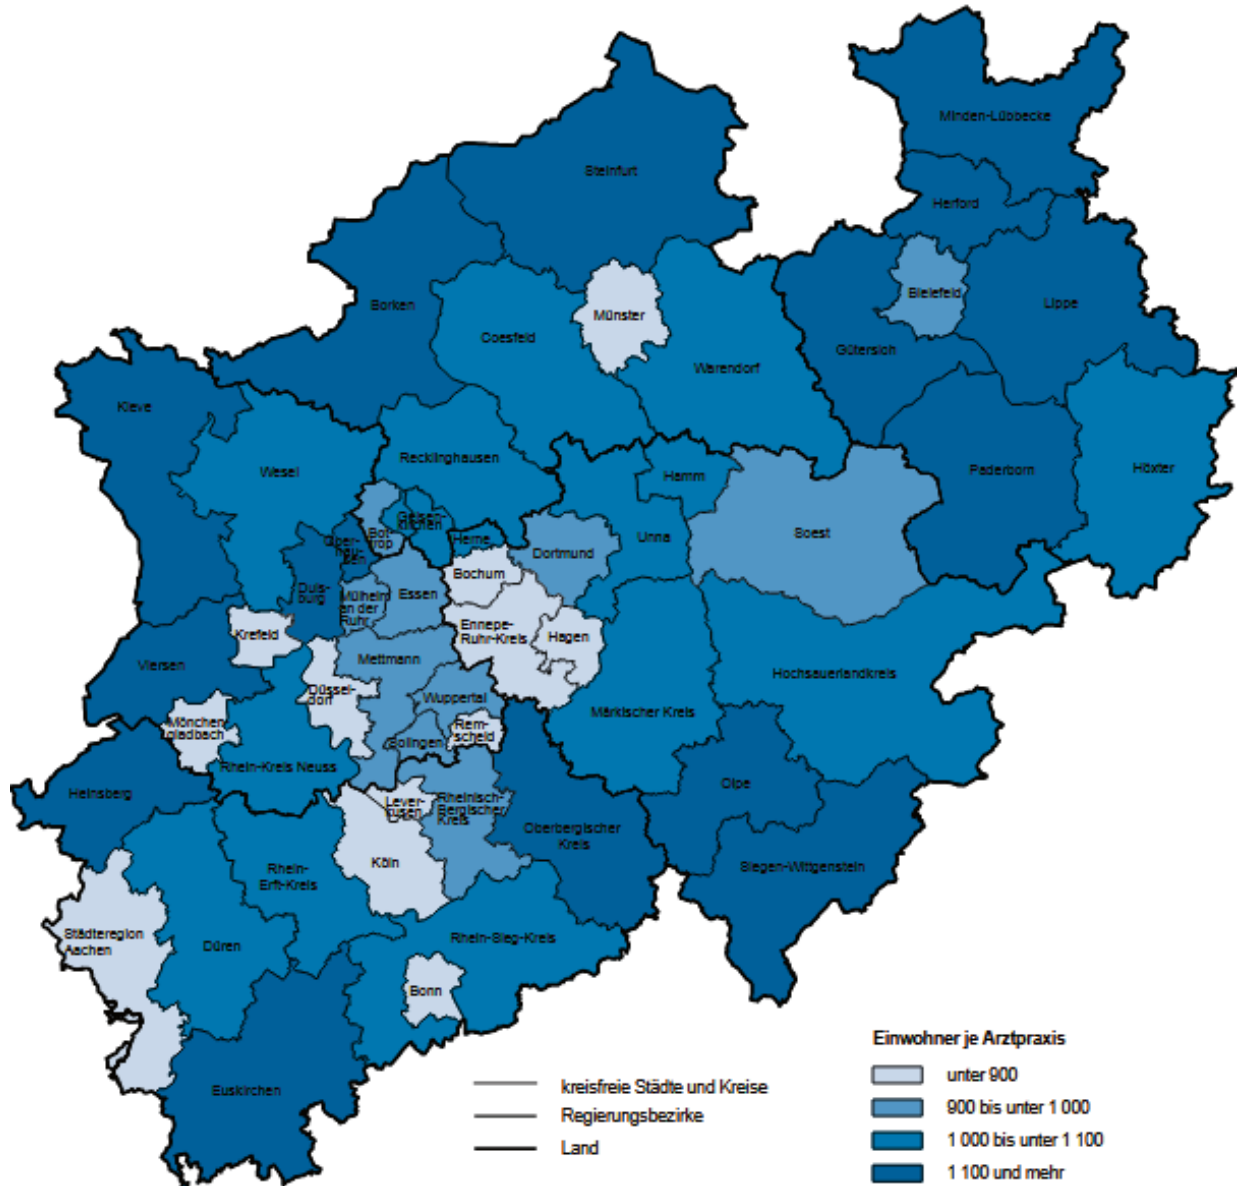 Minden-Lübbecke
Steinfurt
Herford
Borken
Münster
Bielefeld
Lippe
Coesfeld
Gütersloh
Warendorf
Kleve
Recklinghausen
Wesel
Hamm
Paderborn
Höxter
Gelsen-
kirchen
Bot-
trop
Ober-
hau-
sen
Herne
Dortmund
Unna
Soest
Bochum
Duis-
burg
Mülheim
an der
Ruhr
Essen
Krefeld
Ennepe-
Ruhr-Kreis
Hagen
Viersen
Mettmann
Hochsauerlandkreis
Düssel-
dorf
Wuppertal
Märkischer Kreis
Mönchen
gladbach
Rem-
scheid
Solingen
Rhein-Kreis Neuss
Olpe
Heinsberg
Lever-
kusen
Rheinisch-
Bergischer
Kreis
Oberbergischer
Kreis
Köln
Siegen-Wittgenstein
Rhein-
Erft-Kreis
Städteregion
Aachen
Düren
Rhein-Sieg-Kreis
Bonn
Euskirchen
kreisfreie Städte und Kreise
Regierungsbezirke
Land
Einwohner je Arztpraxis
unter 900
900 bis unter 1 000
1 000 bis unter 1 100
1 100 und mehr